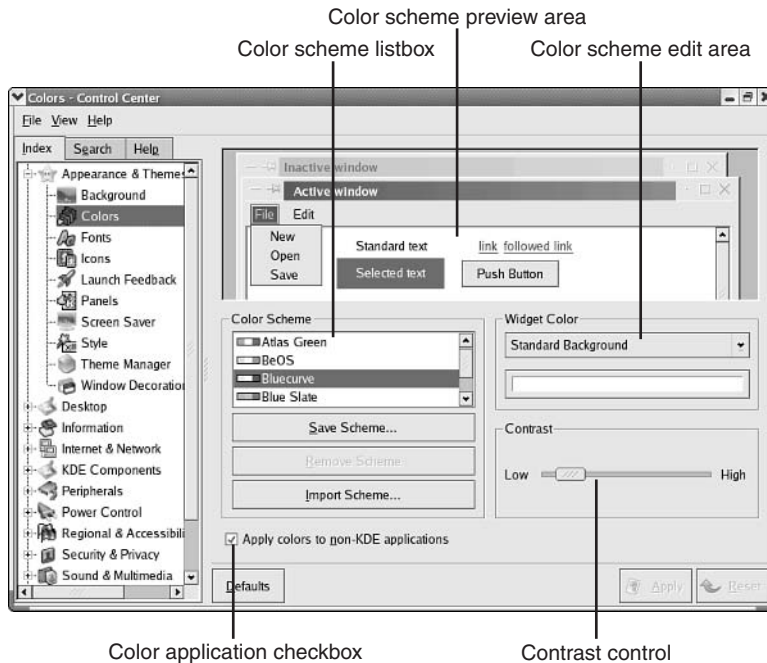 Color scheme preview area
Color scheme listbox
Color scheme edit area
Colors - Control Center
File View Help
Index Search Help
Appearance & Themes
Background
Colors
Fonts
Icons
Launch Feedback
Panels
Screen Saver
Style
Theme Manager
Window Decoratio
Desktop
Information
Internet & Network
KDE Components
Peripherals
Power Control
Regional & Accessibili
Security & Privacy
Sound & Multimedia
Inactive window
Active window
File Edit
New
Open
Save
Standard text
link followed link
Selected text
Push Button
Color Scheme
Atlas Green
BeOS
Bluecurve
Blue Slate
Save Scheme...
Remove Scheme
Import Scheme...
Widget Color
Standard Background
Contrast
Low High
Apply colors to non-KDE applications
Defaults
Apply
Reset
Color application checkbox
Contrast control